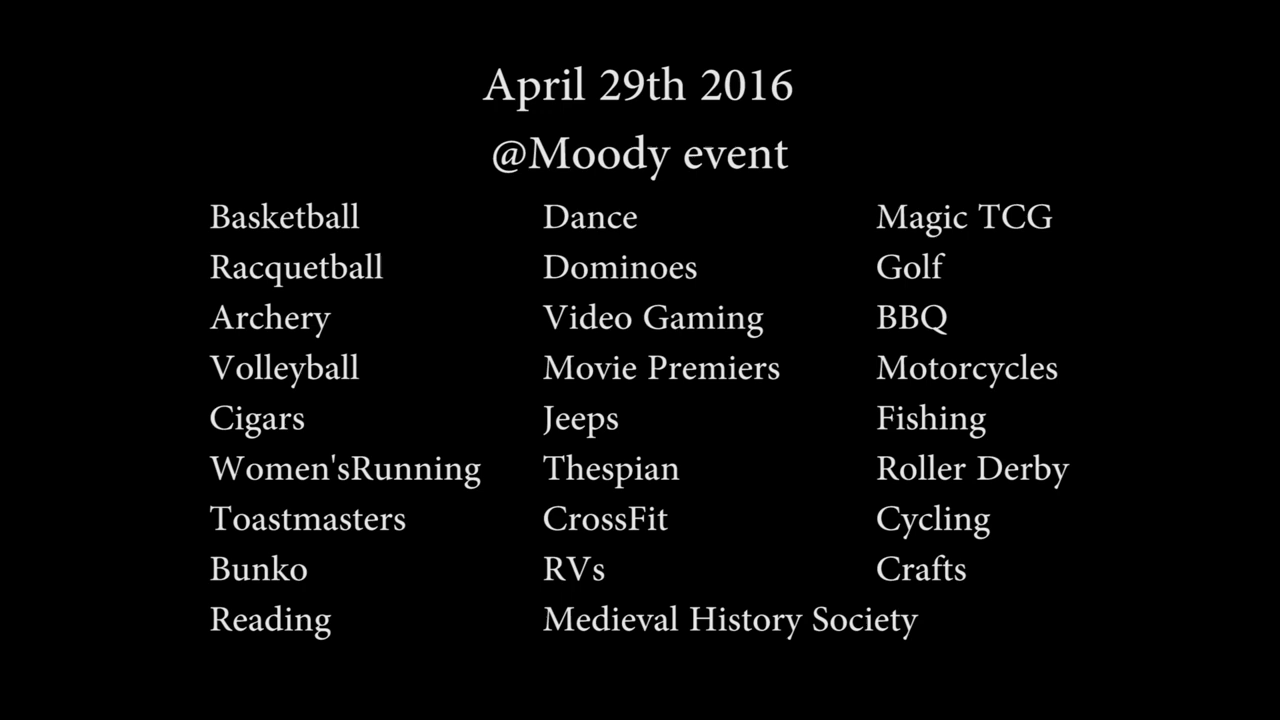 April 29th 2016
@Moody event
Basketball Dance Magic TCG
Racquetball Dominoes Golf
Archery Video Gaming BBQ
Volleyball Movie Premiers Motorcycles
Cigars Jeeps Fishing
Women'sRunning Thespian Roller Derby
Toastmasters CrossFit Cycling
Bunko RVs Crafts
Reading Medieval History Society